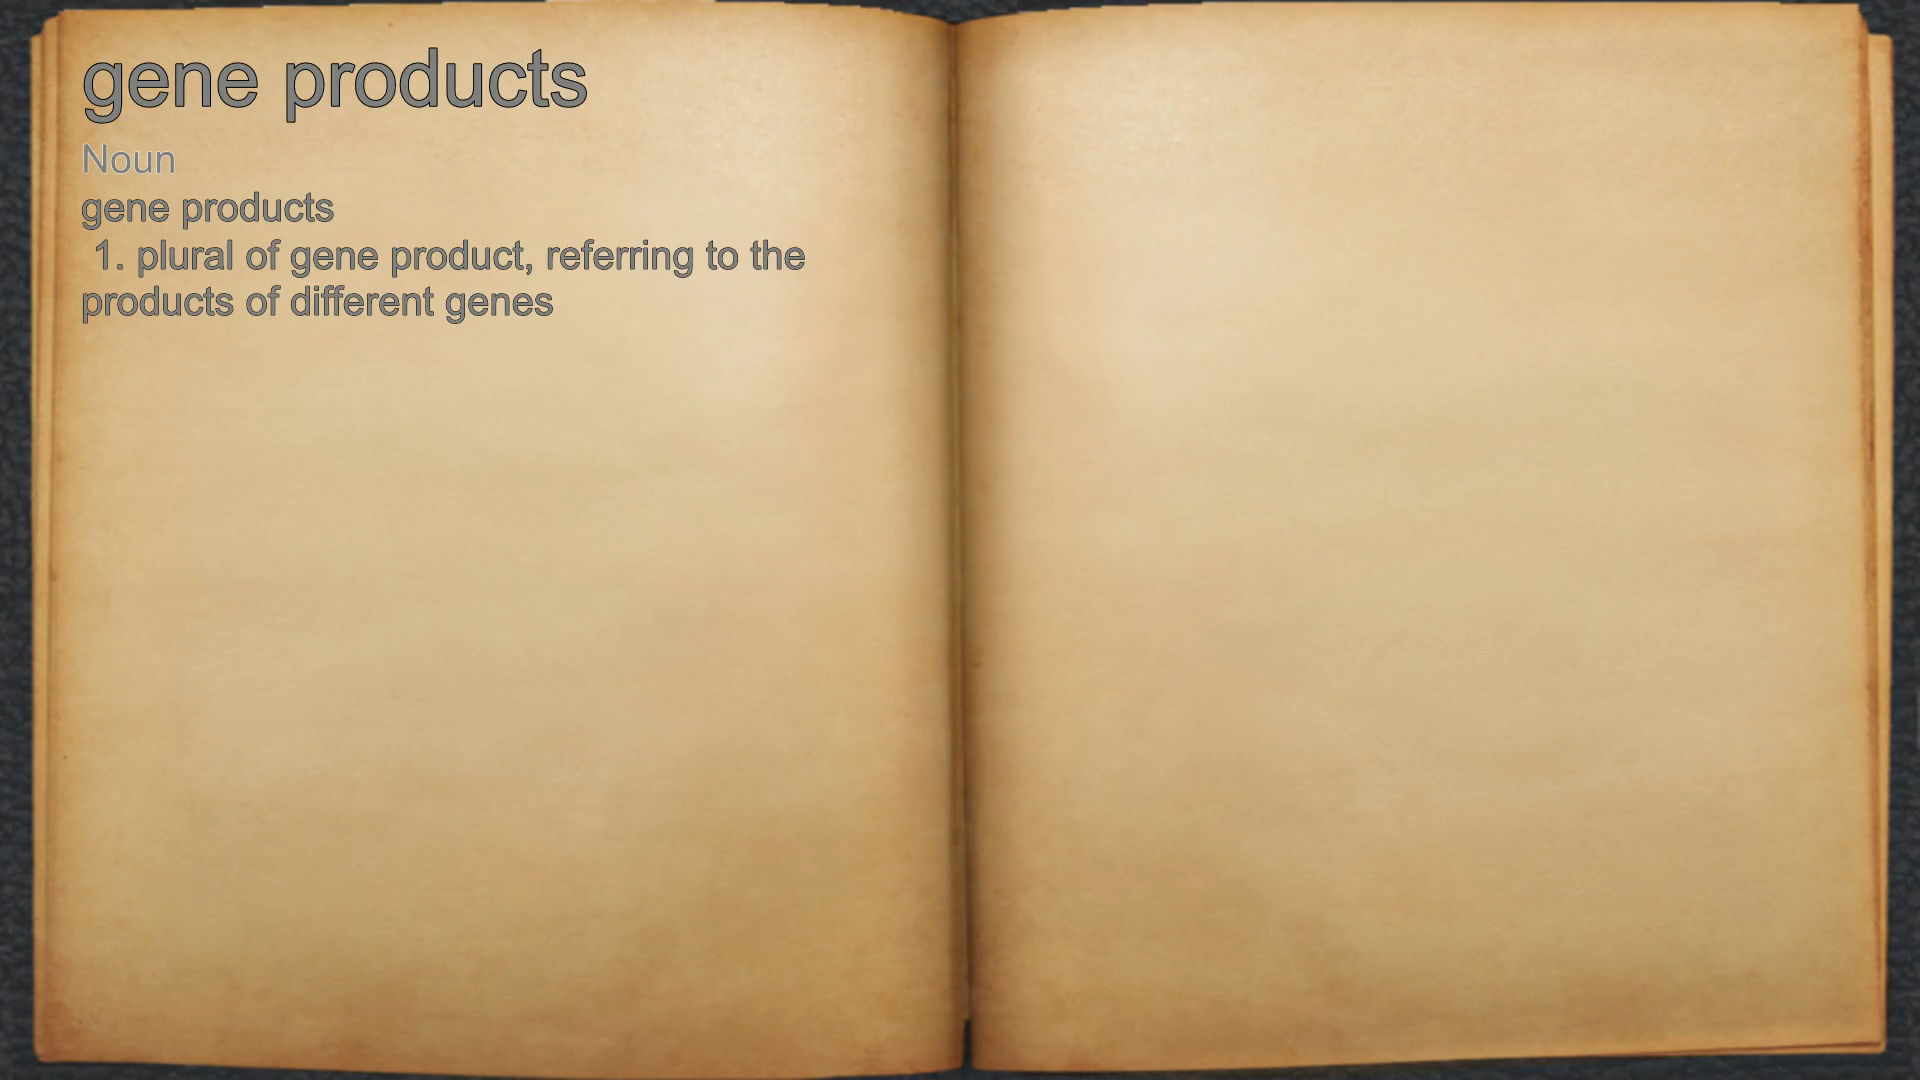 gene products
Noun
gene products
1. plural of gene product, referring to the
products of different genes